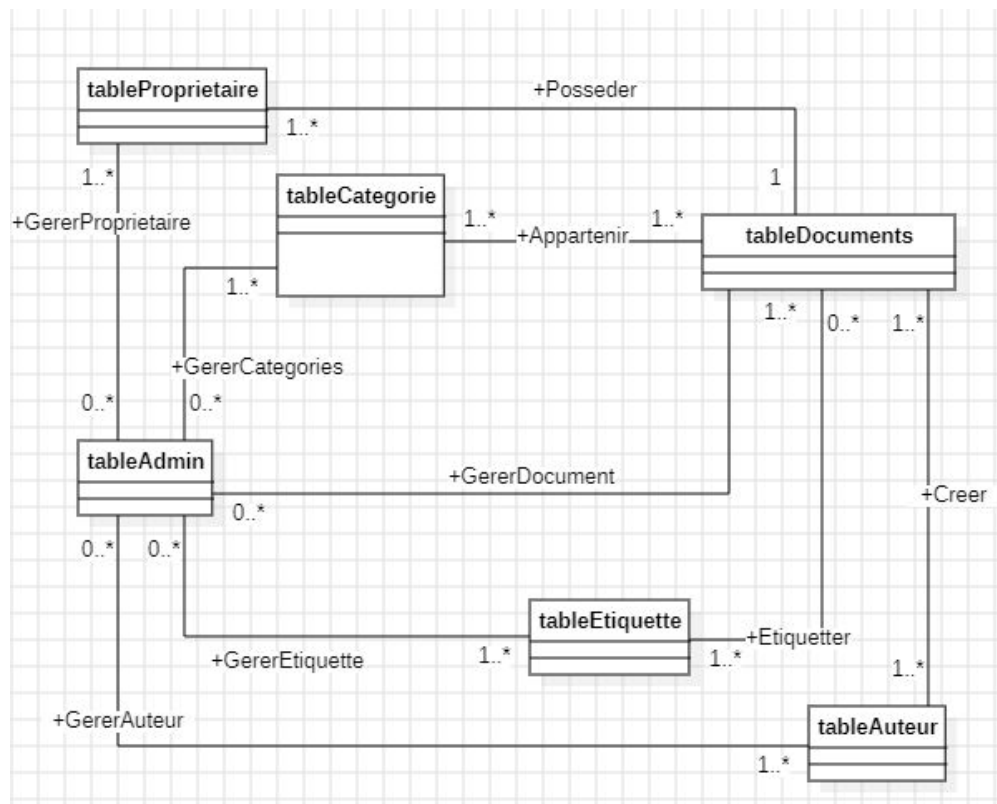 tableProprietaire
+Posseder
1..*
1..*
1
tableCategorie
+GererProprietaire
1..*
+Appartenir
1..*
tableDocuments
1..*
1..*
0..*
1..*
+GererCategories
0..*
0..*
tableAdmin
+GererDocument
+Creer
0..*
0..*
0..*
tableEtiquette
+Etiquetter
+GererEtiquette
1..*
1..*
1..*
+GererAuteur
tableAuteur
1..*